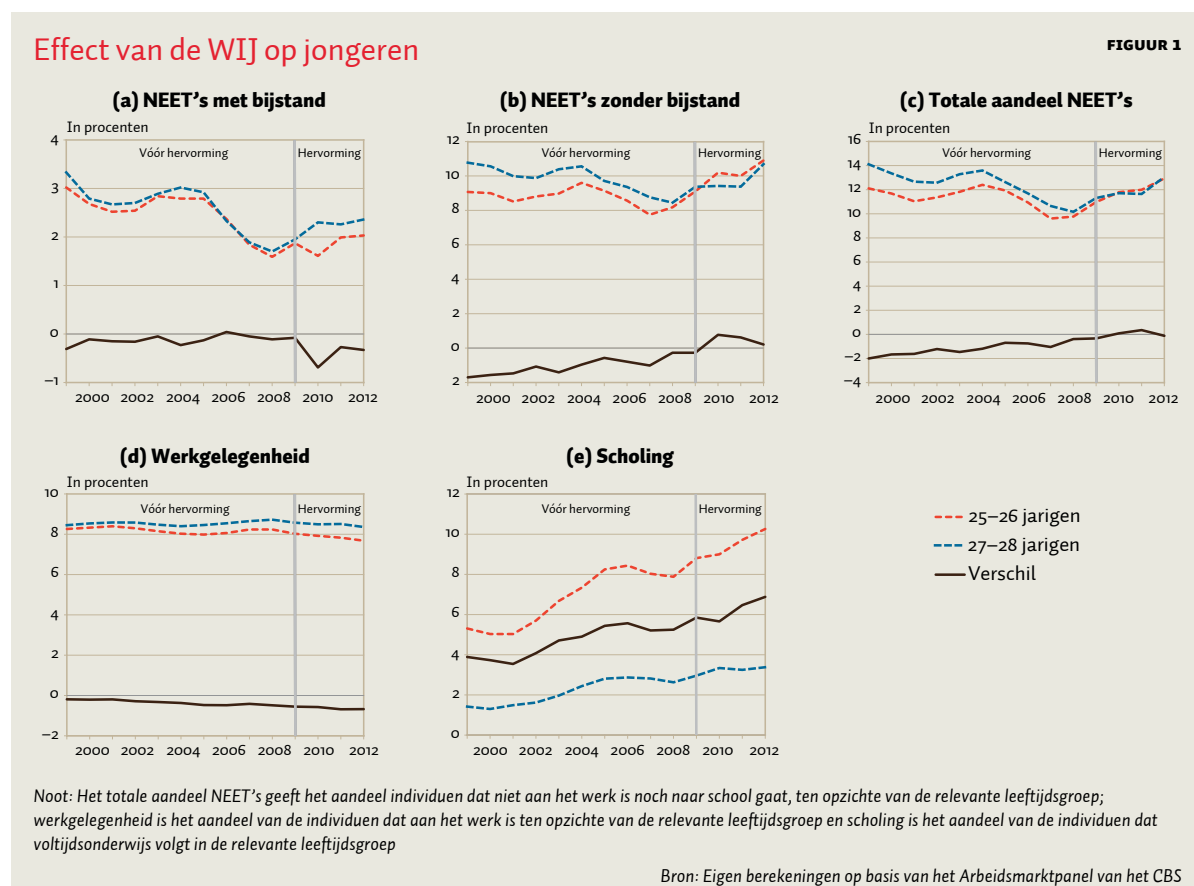 Effect van de WIJ op jongeren
FIGUUR 1
(a) NEET's met bijstand
In procenten
Vóór hervorming
Hervorming
4
3
2
1
0
−1
2000 2002 2004 2006 2008 2010 2012
(b) NEET's zonder bijstand
In procenten
Vóór hervorming
Hervorming
12
10
8
6
4
2
0
2
2000 2002 2004 2006 2008 2010 2012
(c) Totale aandeel NEET's
In procenten
Vóór hervorming
Hervorming
16
14
12
10
8
6
4
2
0
−2
−4
2000 2002 2004 2006 2008 2010 2012
(d) Werkgelegenheid
In procenten
Vóór hervorming
Hervorming
10
8
6
4
2
0
−2
2000 2002 2004 2006 2008 2010 2012
(e) Scholing
In procenten
Vóór hervorming
Hervorming
12
10
8
6
4
2
0
2000 2002 2004 2006 2008 2010 2012
25–26 jarigen
27–28 jarigen
Verschil
Noot: Het totale aandeel NEET's geeft het aandeel individuen dat niet aan het werk is noch naar school gaat, ten opzichte van de relevante leeftijdsgroep;
werkgelegenheid is het aandeel van de individuen dat aan het werk is ten opzichte van de relevante leeftijdsgroep en scholing is het aandeel van de individuen dat
voltijdsonderwijs volgt in de relevante leeftijdsgroep
Bron: Eigen berekeningen op basis van het Arbeidsmarktpanel van het CBS